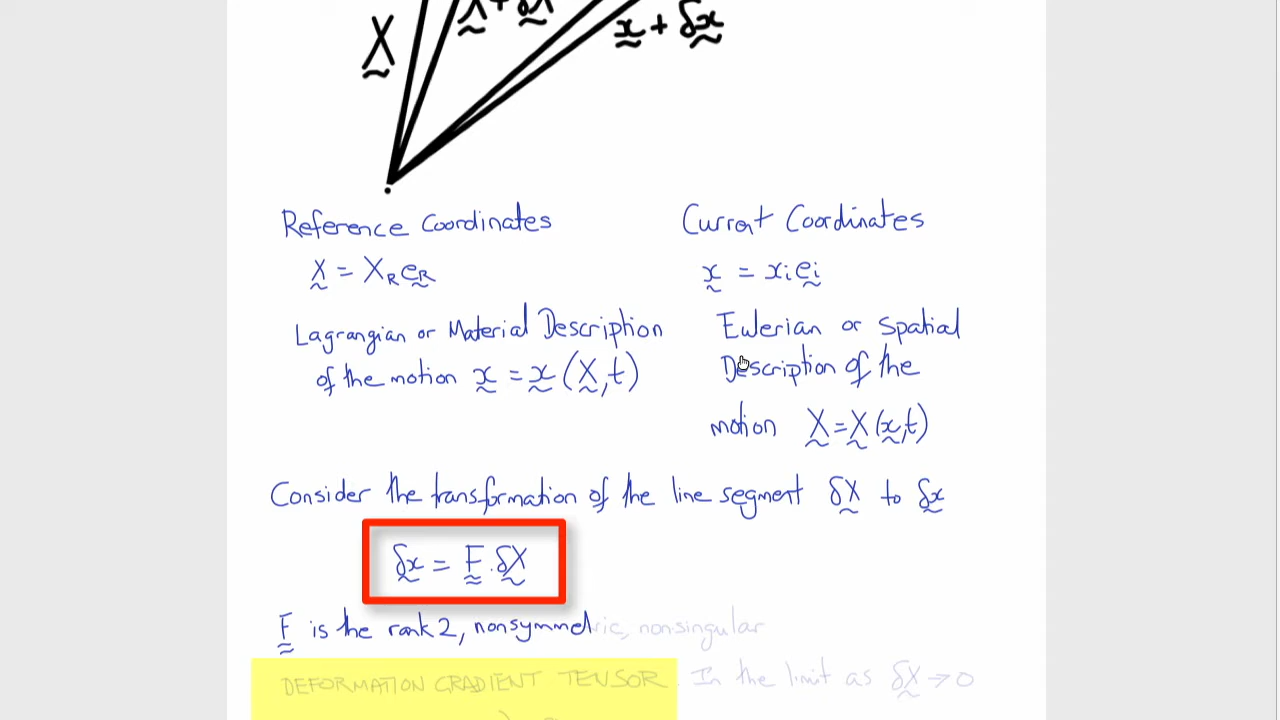 X
x + δx
Reference Coordinates
X = X_R e_R
Lagrangian or Material Description
of the motion x = x (X, t)
Current Coordinates
x = x_i e_i
Eulerian or Spatial
Description of the
motion X = X (x, t)
Consider the transformation of the line segment δX to δx
δx = F . δX
F is the rank 2, nonsymmetric, nonsingular
DEFORMATION GRADIENT TENSOR. In the limit as δX → 0